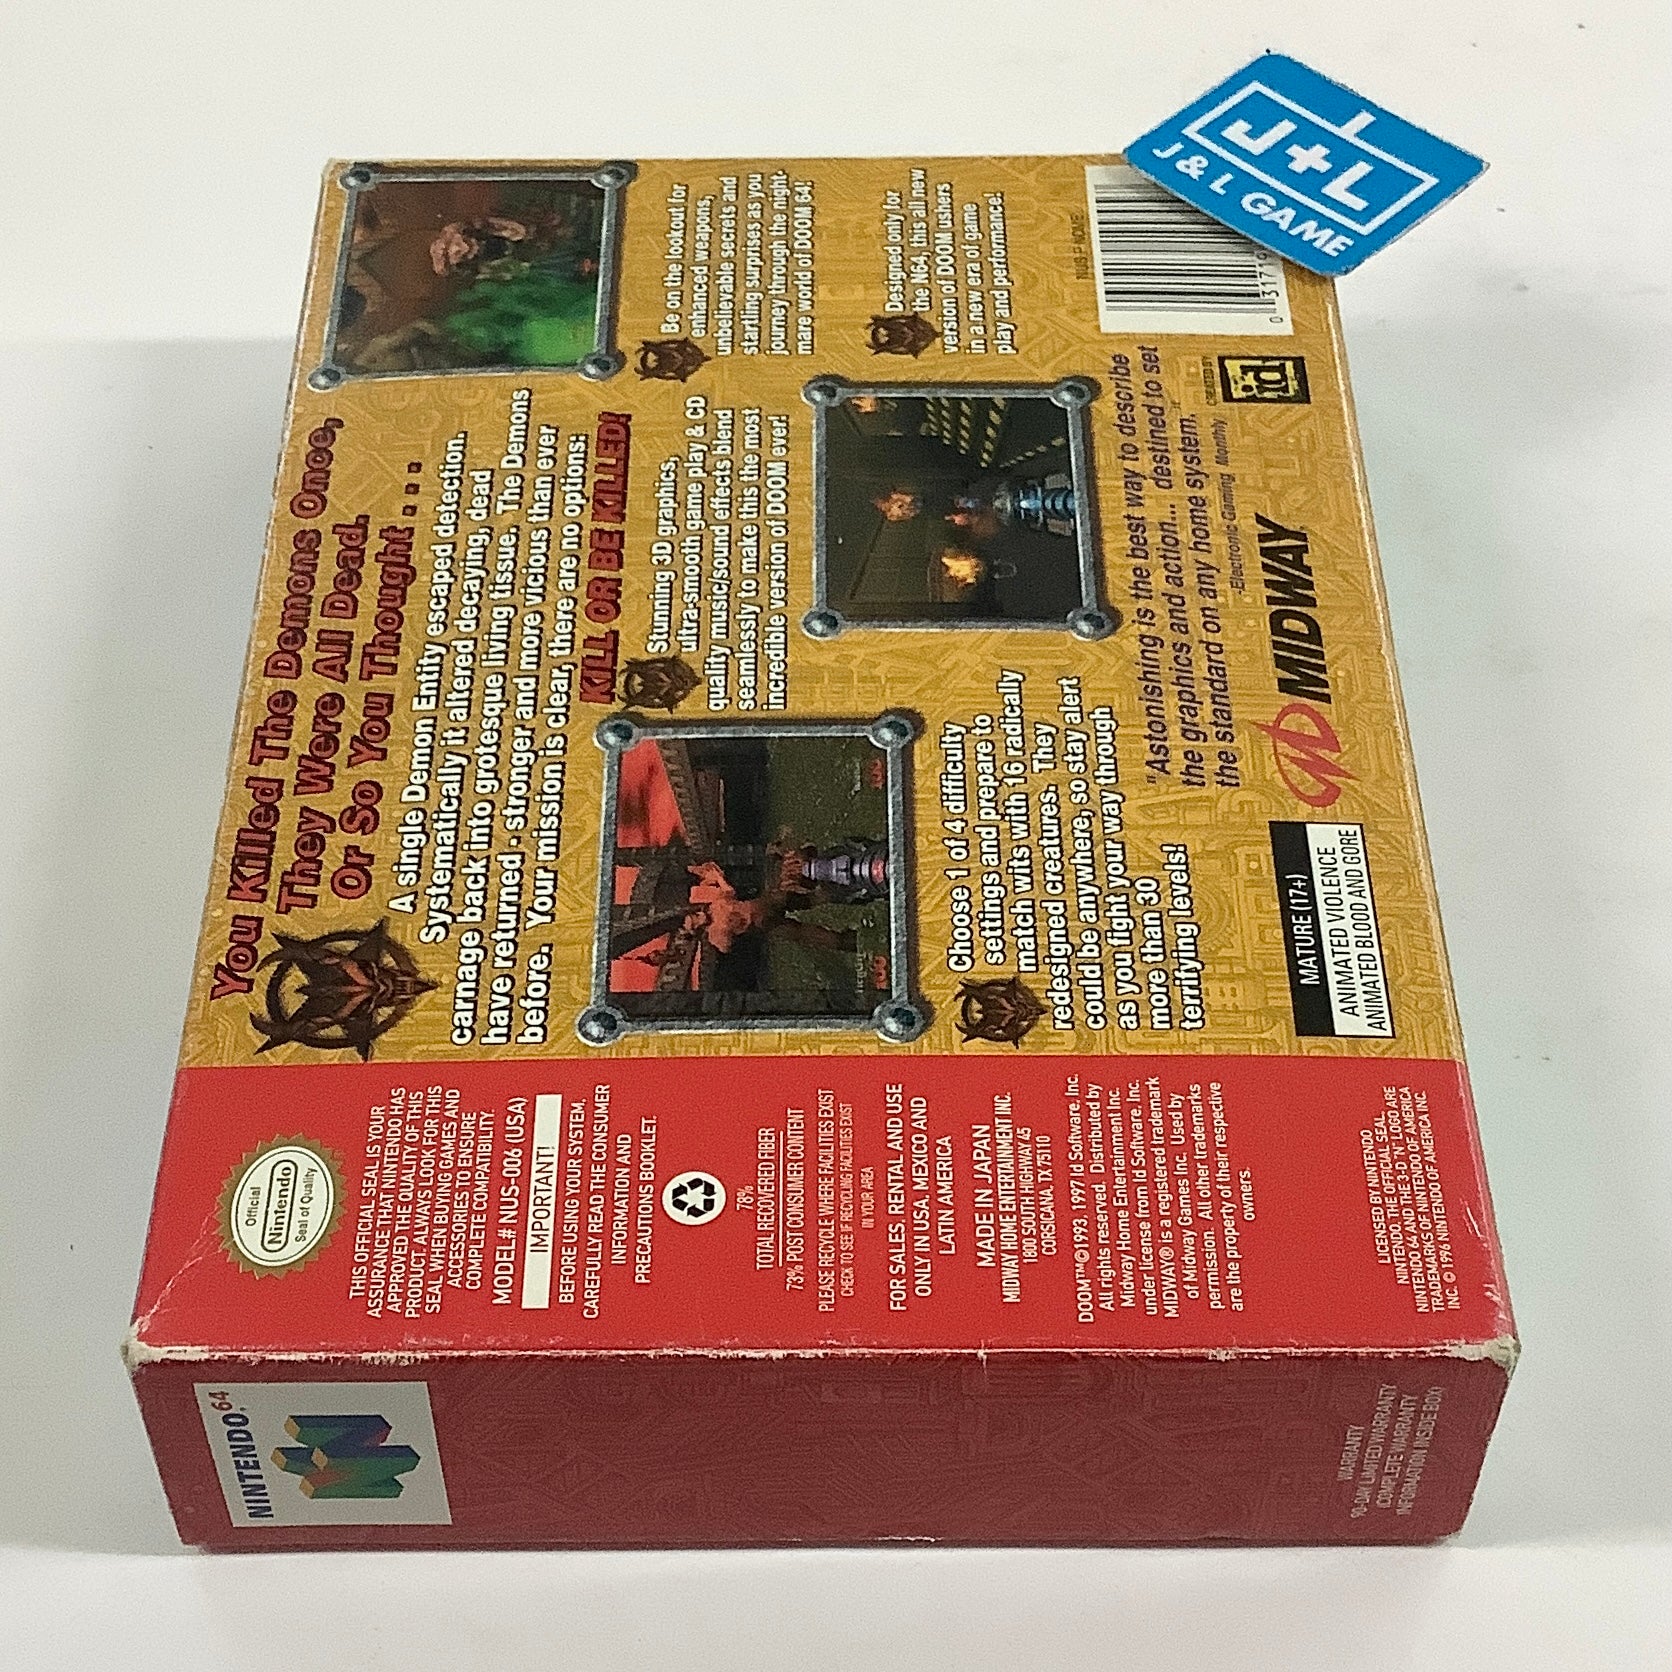 You Killed The Demons Once,
They Were All Dead.
Or So You Thought . . . .
A single Demon Entity escaped detection.
Systematically it altered decaying, dead
carnage back into grotesque living tissue. The Demons
have returned - stronger and more vicious than ever
before. Your mission is clear, there are no options:
KILL OR BE KILLED!
Be on the lookout for
enhanced weapons,
unbelievable secrets and
startling surprises as you
journey through the night-
mare world of DOOM 64!
Stunning 3D graphics,
ultra-smooth game play & CD
quality music/sound effects blend
seamlessly to make this the most
incredible version of DOOM ever!
Designed only for
the N64, this all new
version of DOOM ushers
in a new era of game
play and performance!
Choose 1 of 4 difficulty
settings and prepare to
match wits with 16 radically
redesigned creatures. They
could be anywhere, so stay alert
as you fight your way through
more than 30
terrifying levels!
"Astonishing is the best way to describe
the graphics and action... destined to set
the standard on any home system.
-Electronic Gaming Monthly
MATURE (17+)
ANIMATED VIOLENCE
ANIMATED BLOOD AND GORE
MIDWAY
CREATED BY
id
0 3171
J+L
J & L GAME
Official
Nintendo
Seal of Quality
THIS OFFICIAL SEAL IS YOUR
ASSURANCE THAT NINTENDO HAS
APPROVED THE QUALITY OF THIS
PRODUCT. ALWAYS LOOK FOR THIS
SEAL WHEN BUYING GAMES AND
ACCESSORIES TO ENSURE
COMPLETE COMPATIBILITY.
MODEL# NUS-006 (USA)
IMPORTANT!
BEFORE USING YOUR SYSTEM,
CAREFULLY READ THE CONSUMER
INFORMATION AND
PRECAUTIONS BOOKLET.
78%
TOTAL RECOVERED FIBER
73% POST CONSUMER CONTENT
PLEASE RECYCLE WHERE FACILITIES EXIST
CHECK TO SEE IF RECYCLING FACILITIES EXIST
IN YOUR AREA
FOR SALES, RENTAL AND USE
ONLY IN USA, MEXICO AND
LATIN AMERICA
MADE IN JAPAN
MIDWAY HOME ENTERTAINMENT INC.
1800 SOUTH HIGHWAY 45
CORSICANA, TX 75110
DOOM™©1993, 1997 Id Software, Inc.
All rights reserved. Distributed by
Midway Home Entertainment Inc.
under license from Id Software, Inc.
MIDWAY® is a registered trademark
of Midway Games Inc. Used by
permission. All other trademarks
are the property of their respective
owners.
LICENSED BY NINTENDO
NINTENDO, THE OFFICIAL SEAL,
NINTENDO 64 AND THE 3-D "N" LOGO ARE
TRADEMARKS OF NINTENDO OF AMERICA
INC. © 1996 NINTENDO OF AMERICA INC.
NINTENDO 64
WARRANTY
90-DAY LIMITED WARRANTY
(COMPLETE WARRANTY
INFORMATION INSIDE BOX)